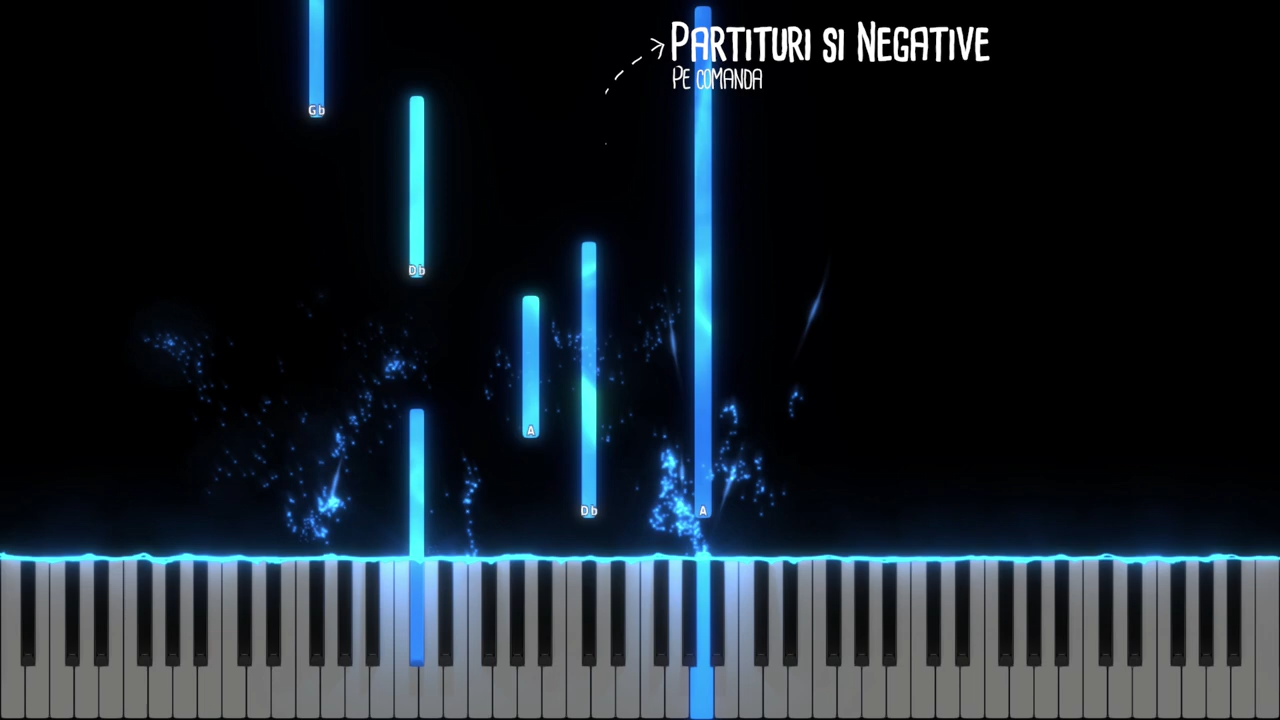 PARTITURI SI NEGATIVE
PE COMANDA
Gb
Db
A
Db
A